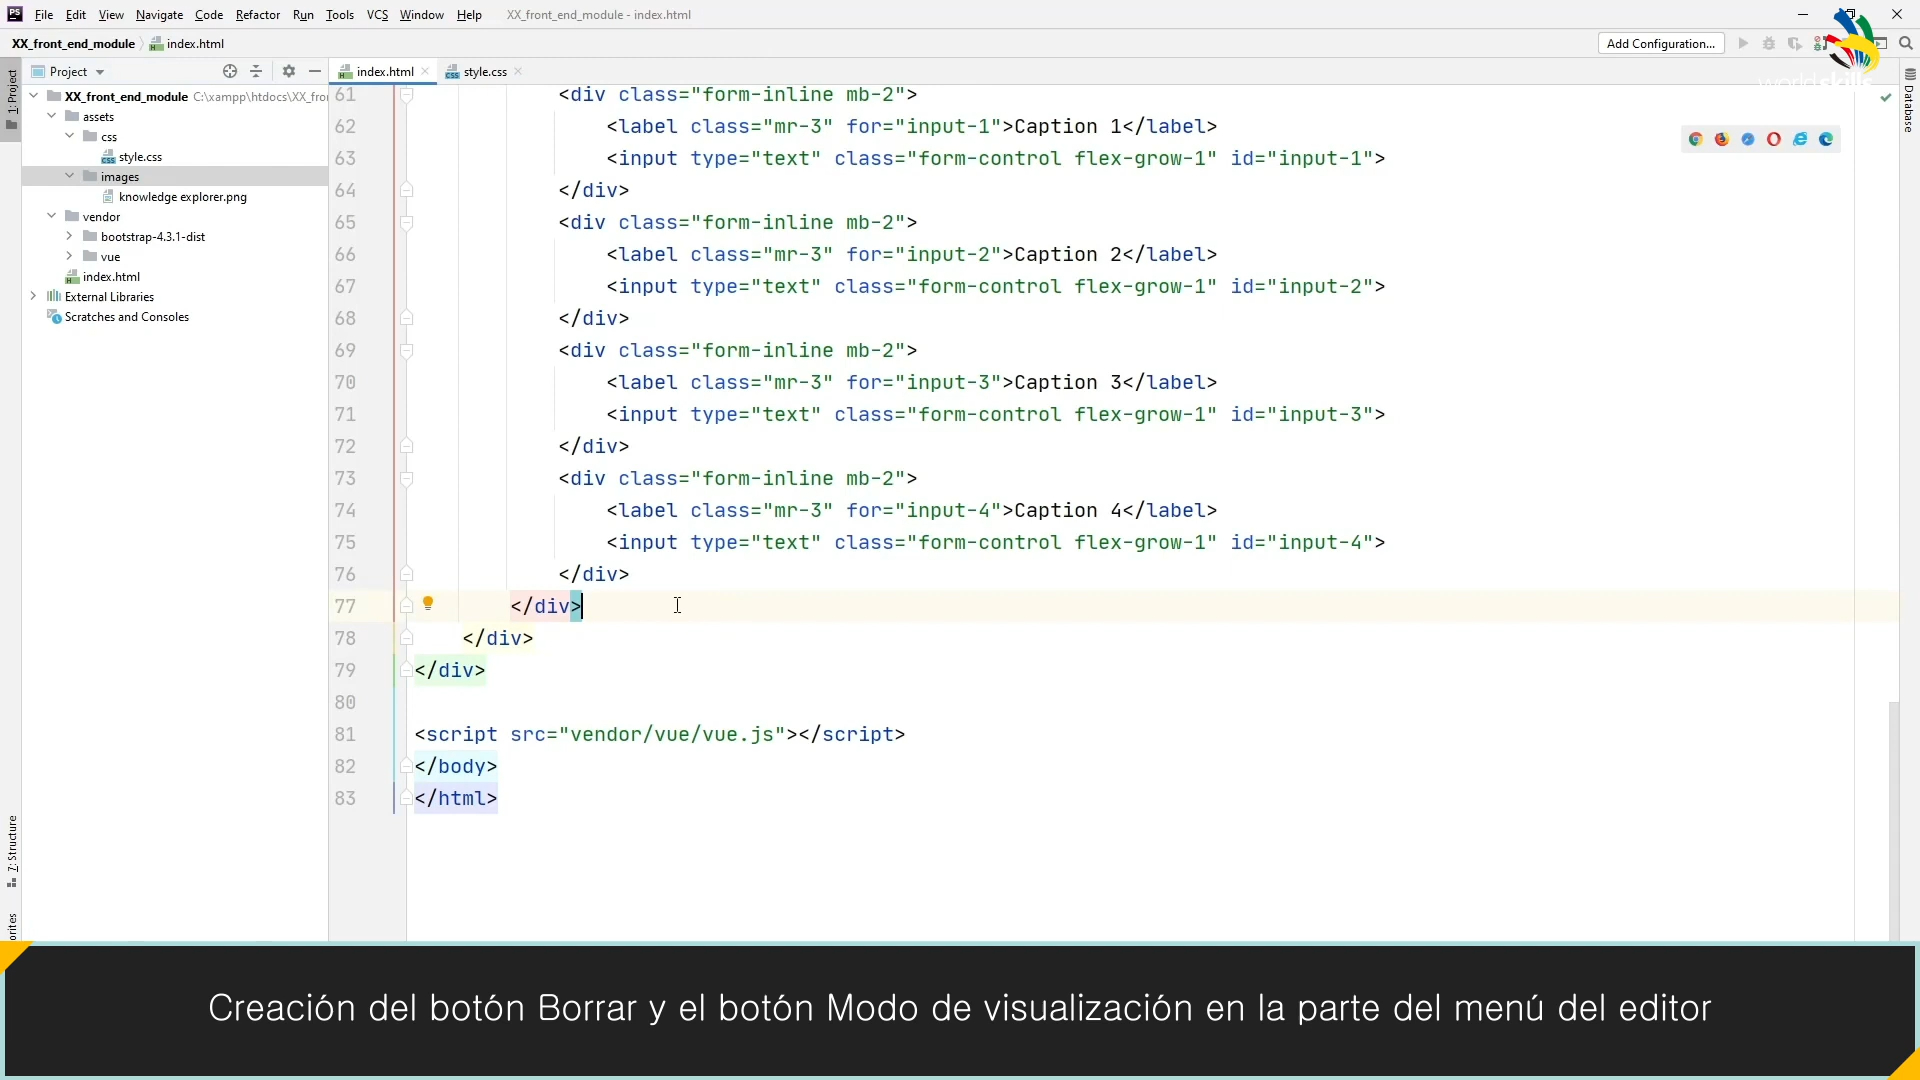 PS File Edit View Navigate Code Refactor Run Tools VCS Window Help XX_front_end_module - index.html
XX_front_end_module index.html Add Configuration...
worldskills
Project index.html style.css
1: Project
Database
XX_front_end_module C:\xampp\htdocs\XX_fro
assets
css
style.css
images
knowledge explorer.png
vendor
bootstrap-4.3.1-dist
vue
index.html
External Libraries
Scratches and Consoles
7: Structure
orites
61 <div class="form-inline mb-2">
62 <label class="mr-3" for="input-1">Caption 1</label>
63 <input type="text" class="form-control flex-grow-1" id="input-1">
64 </div>
65 <div class="form-inline mb-2">
66 <label class="mr-3" for="input-2">Caption 2</label>
67 <input type="text" class="form-control flex-grow-1" id="input-2">
68 </div>
69 <div class="form-inline mb-2">
70 <label class="mr-3" for="input-3">Caption 3</label>
71 <input type="text" class="form-control flex-grow-1" id="input-3">
72 </div>
73 <div class="form-inline mb-2">
74 <label class="mr-3" for="input-4">Caption 4</label>
75 <input type="text" class="form-control flex-grow-1" id="input-4">
76 </div>
77 </div>
78 </div>
79 </div>
80
81 <script src="vendor/vue/vue.js"></script>
82 </body>
83 </html>
Creación del botón Borrar y el botón Modo de visualización en la parte del menú del editor